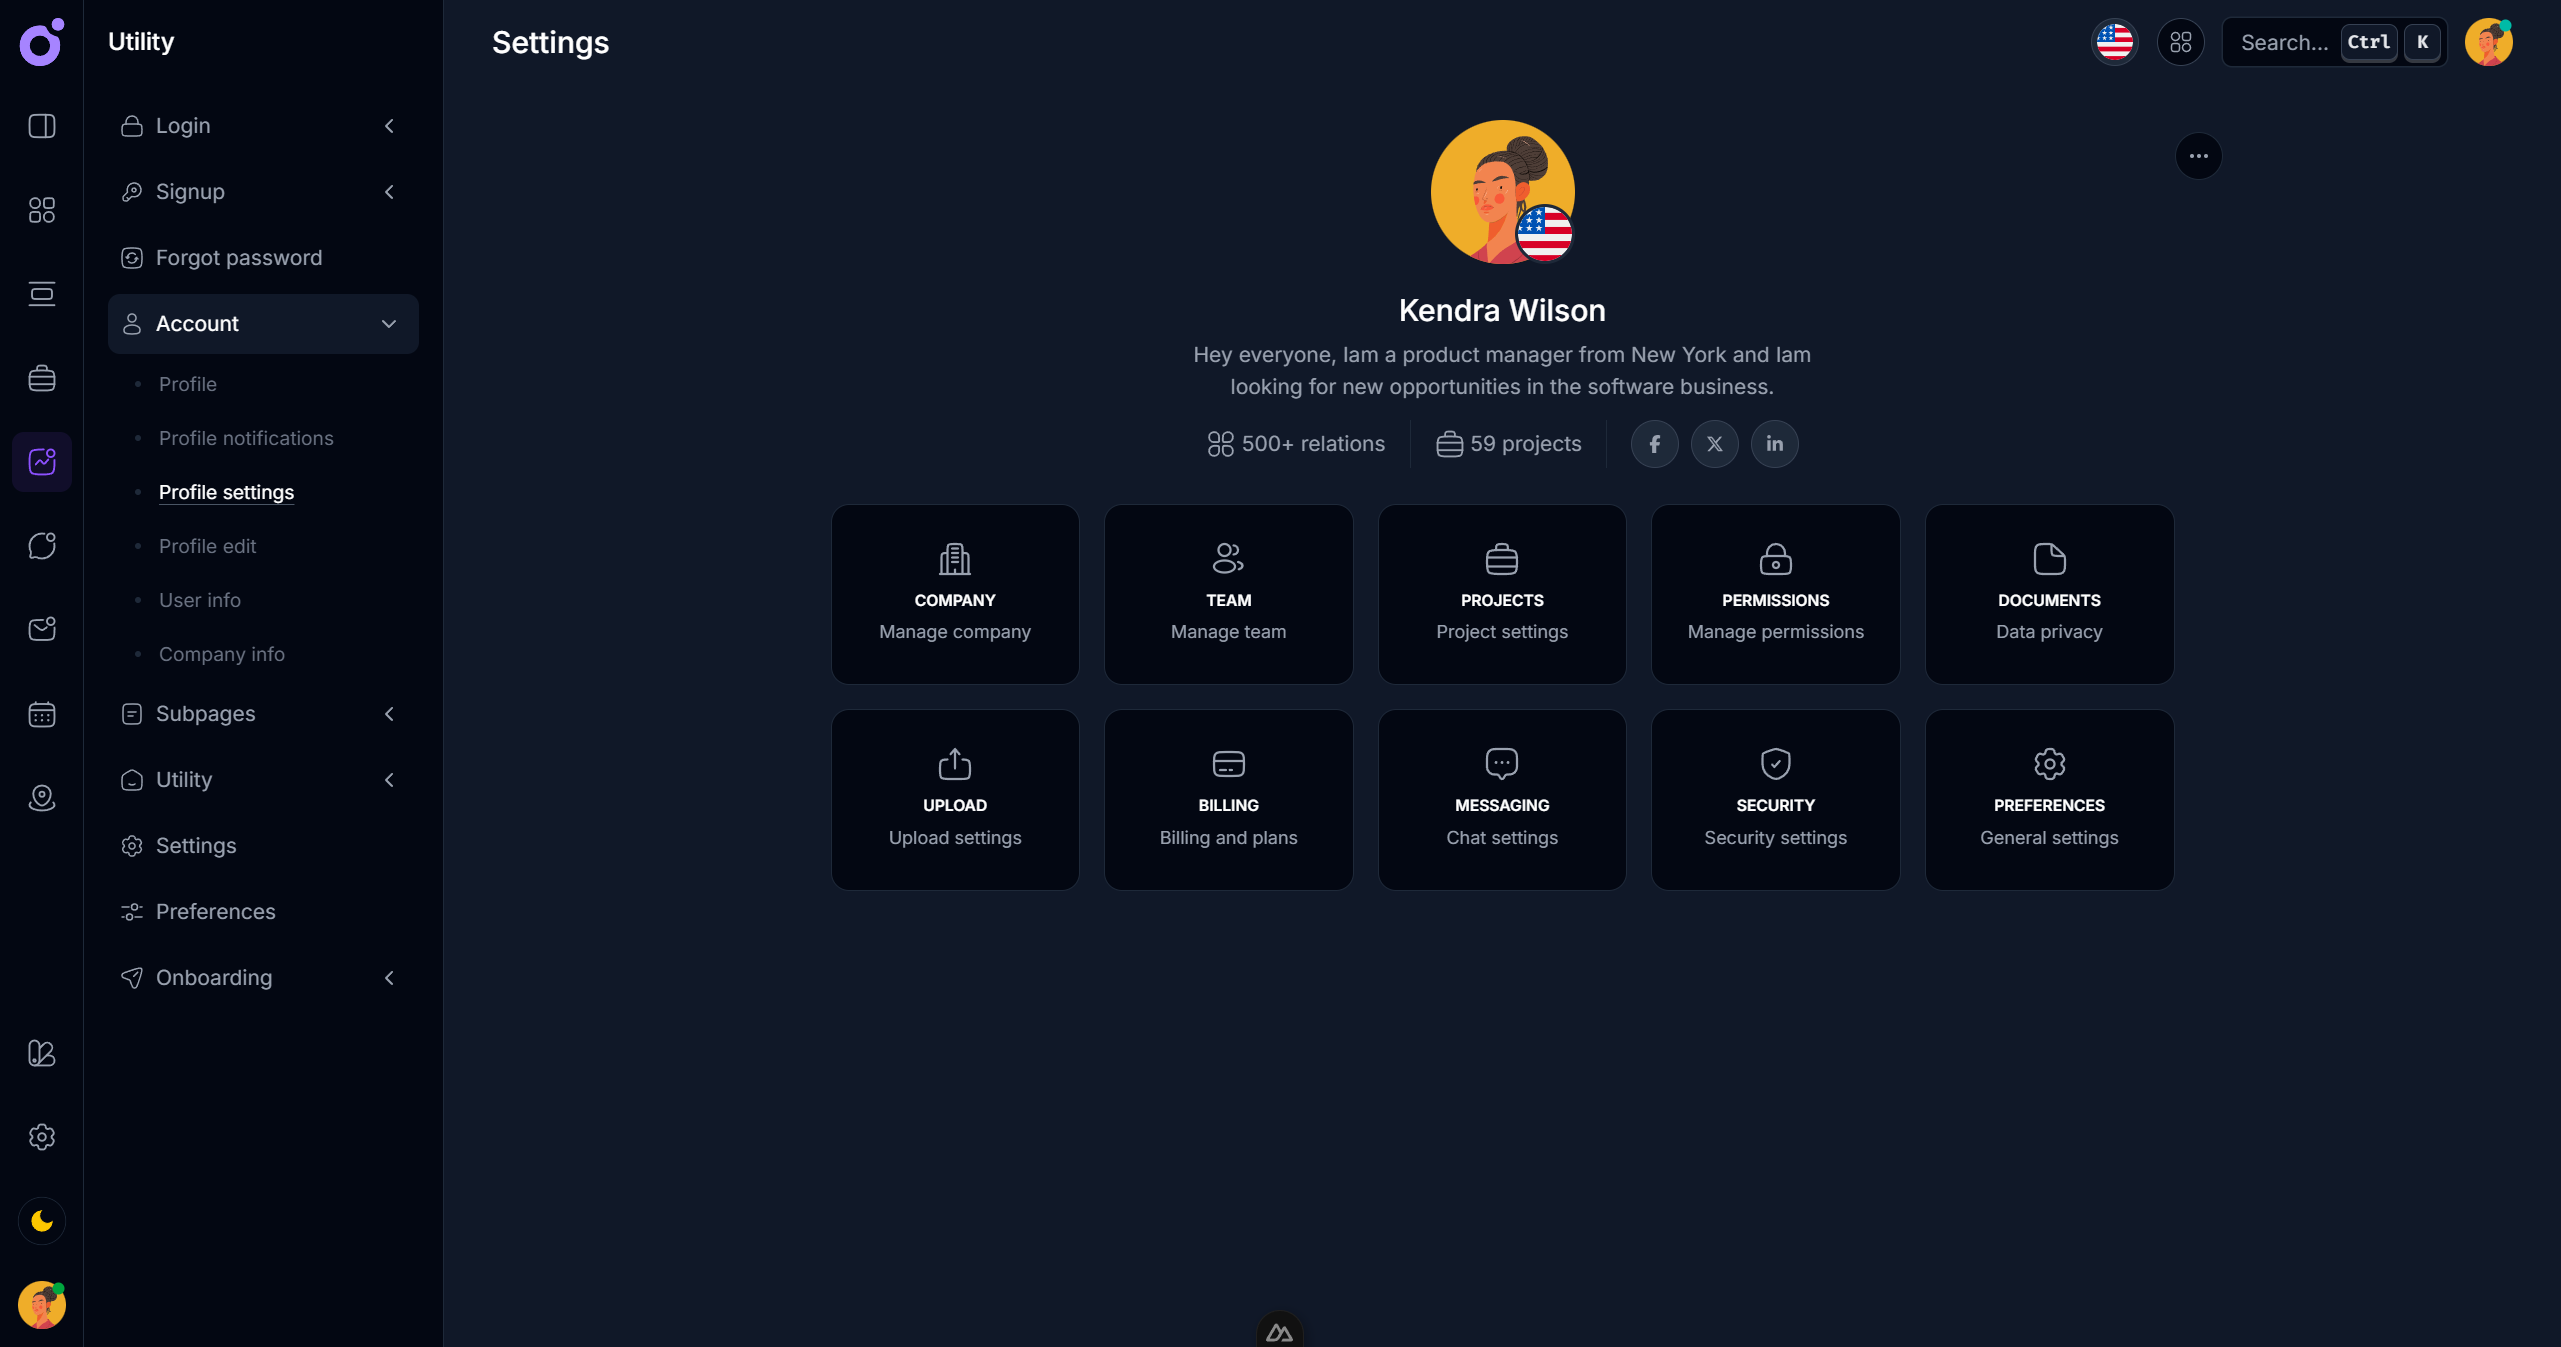 Utility
Login
Signup
Forgot password
Account
Profile
Profile notifications
Profile settings
Profile edit
User info
Company info
Subpages
Utility
Settings
Preferences
Onboarding
Settings
Search... Ctrl K
Kendra Wilson
Hey everyone, Iam a product manager from New York and Iam
looking for new opportunities in the software business.
500+ relations
59 projects
COMPANY
Manage company
TEAM
Manage team
PROJECTS
Project settings
PERMISSIONS
Manage permissions
DOCUMENTS
Data privacy
UPLOAD
Upload settings
BILLING
Billing and plans
MESSAGING
Chat settings
SECURITY
Security settings
PREFERENCES
General settings